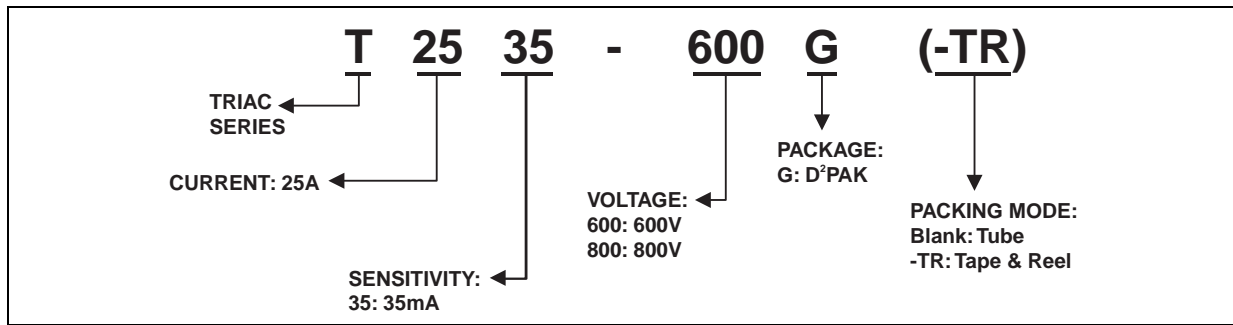 T 25 35 - 600 G (-TR)
TRIAC
SERIES
CURRENT: 25A
SENSITIVITY:
35: 35mA
VOLTAGE:
600: 600V
800: 800V
PACKAGE:
G: D²PAK
PACKING MODE:
Blank: Tube
-TR: Tape & Reel